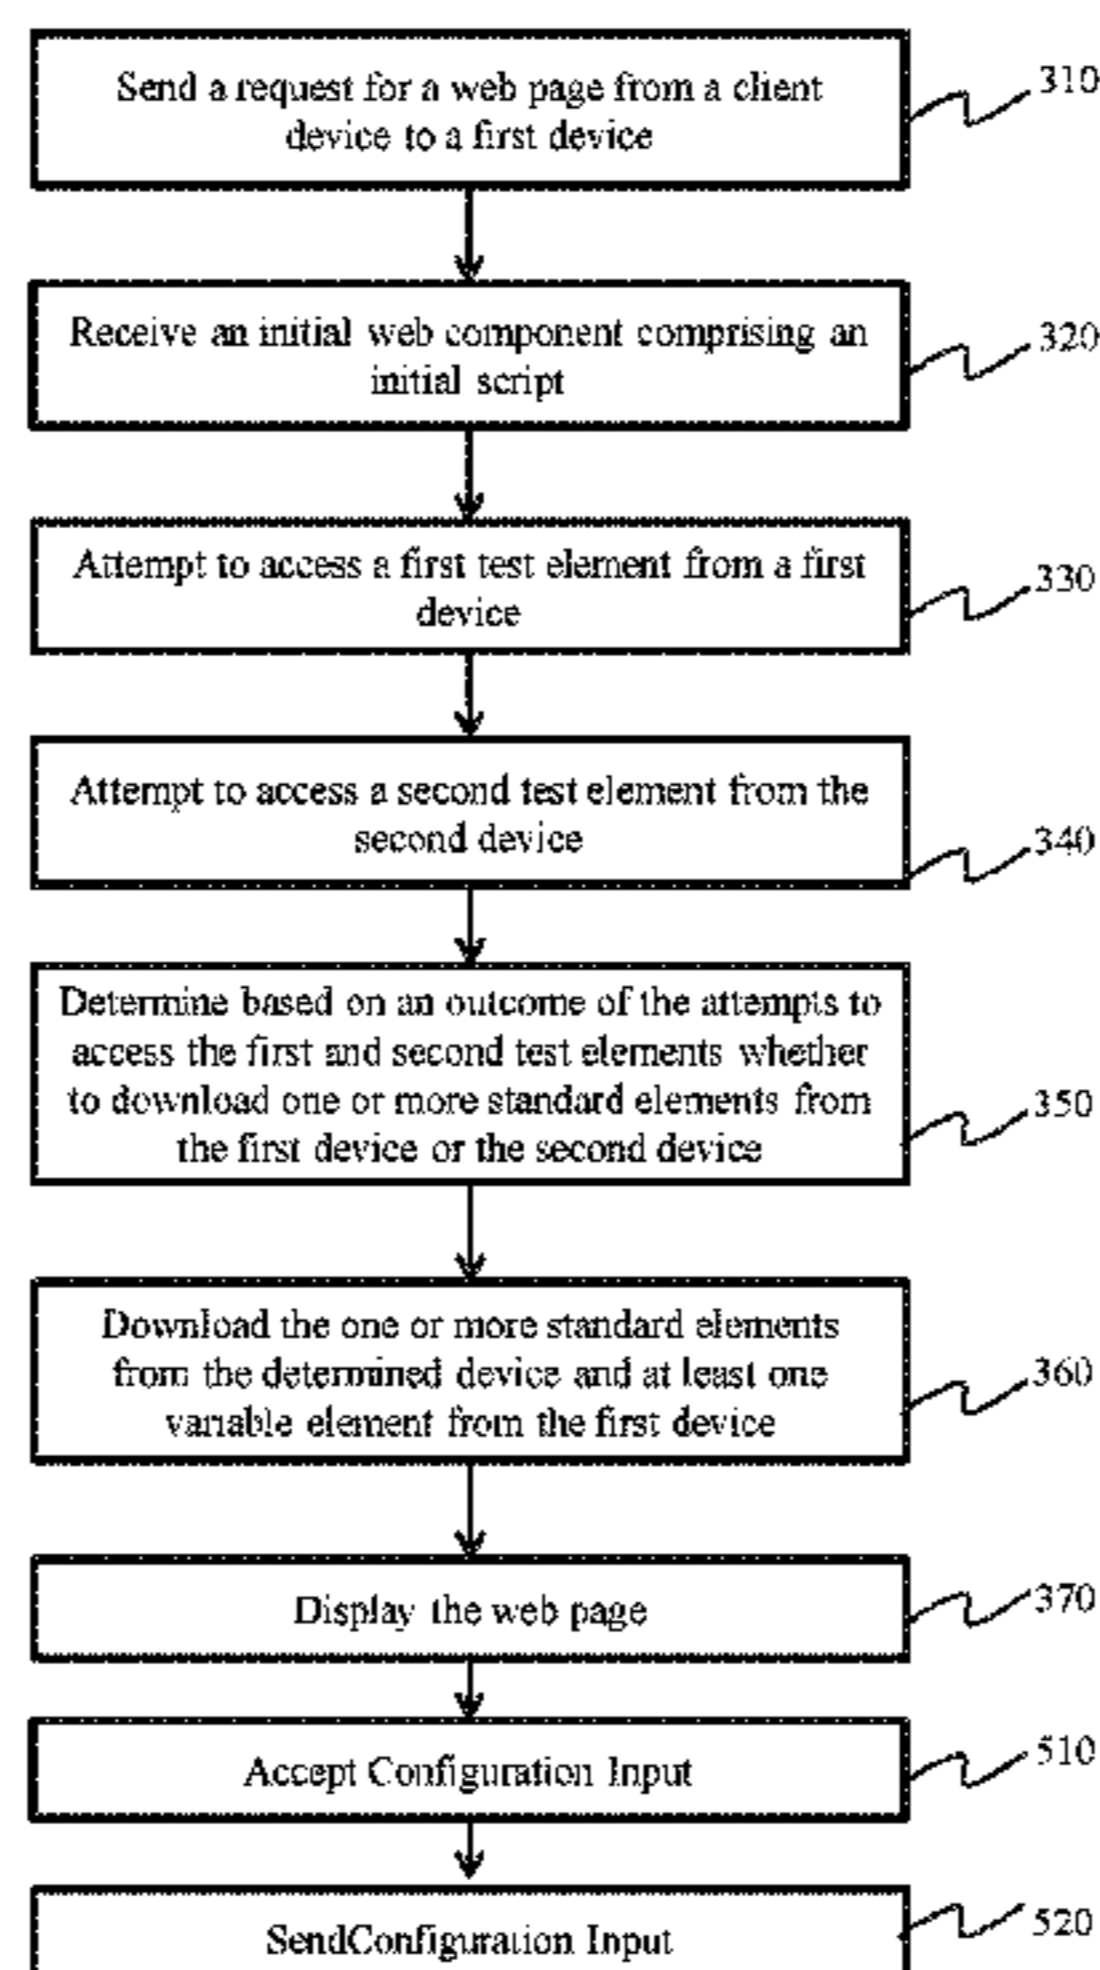 Send a request for a web page from a client
device to a first device
310
Receive an initial web component comprising an
initial script
320
Attempt to access a first test element from a first
device
330
Attempt to access a second test element from the
second device
340
Determine based on an outcome of the attempts to
access the first and second test elements whether
to download one or more standard elements from
the first device or the second device
350
Download the one or more standard elements
from the determined device and at least one
variable element from the first device
360
Display the web page
370
Accept Configuration Input
510
SendConfiguration Input
520